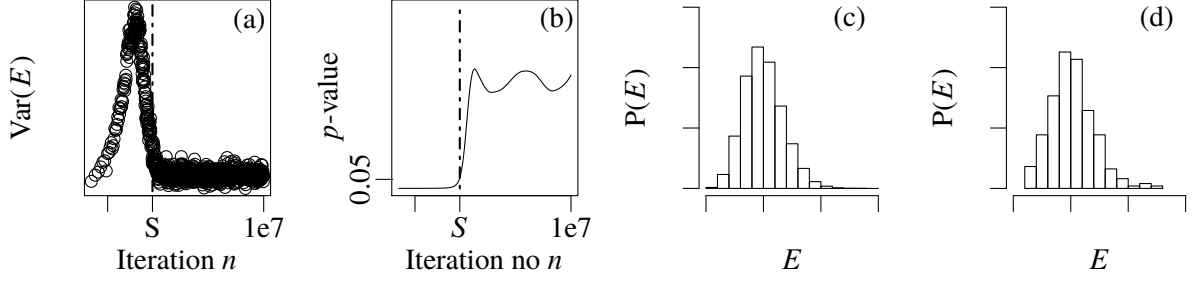 (a)
Var(E)
S
1e7
Iteration n
(b)
p-value
0.05
S
1e7
Iteration no n
(c)
P(E)
E
(d)
P(E)
E